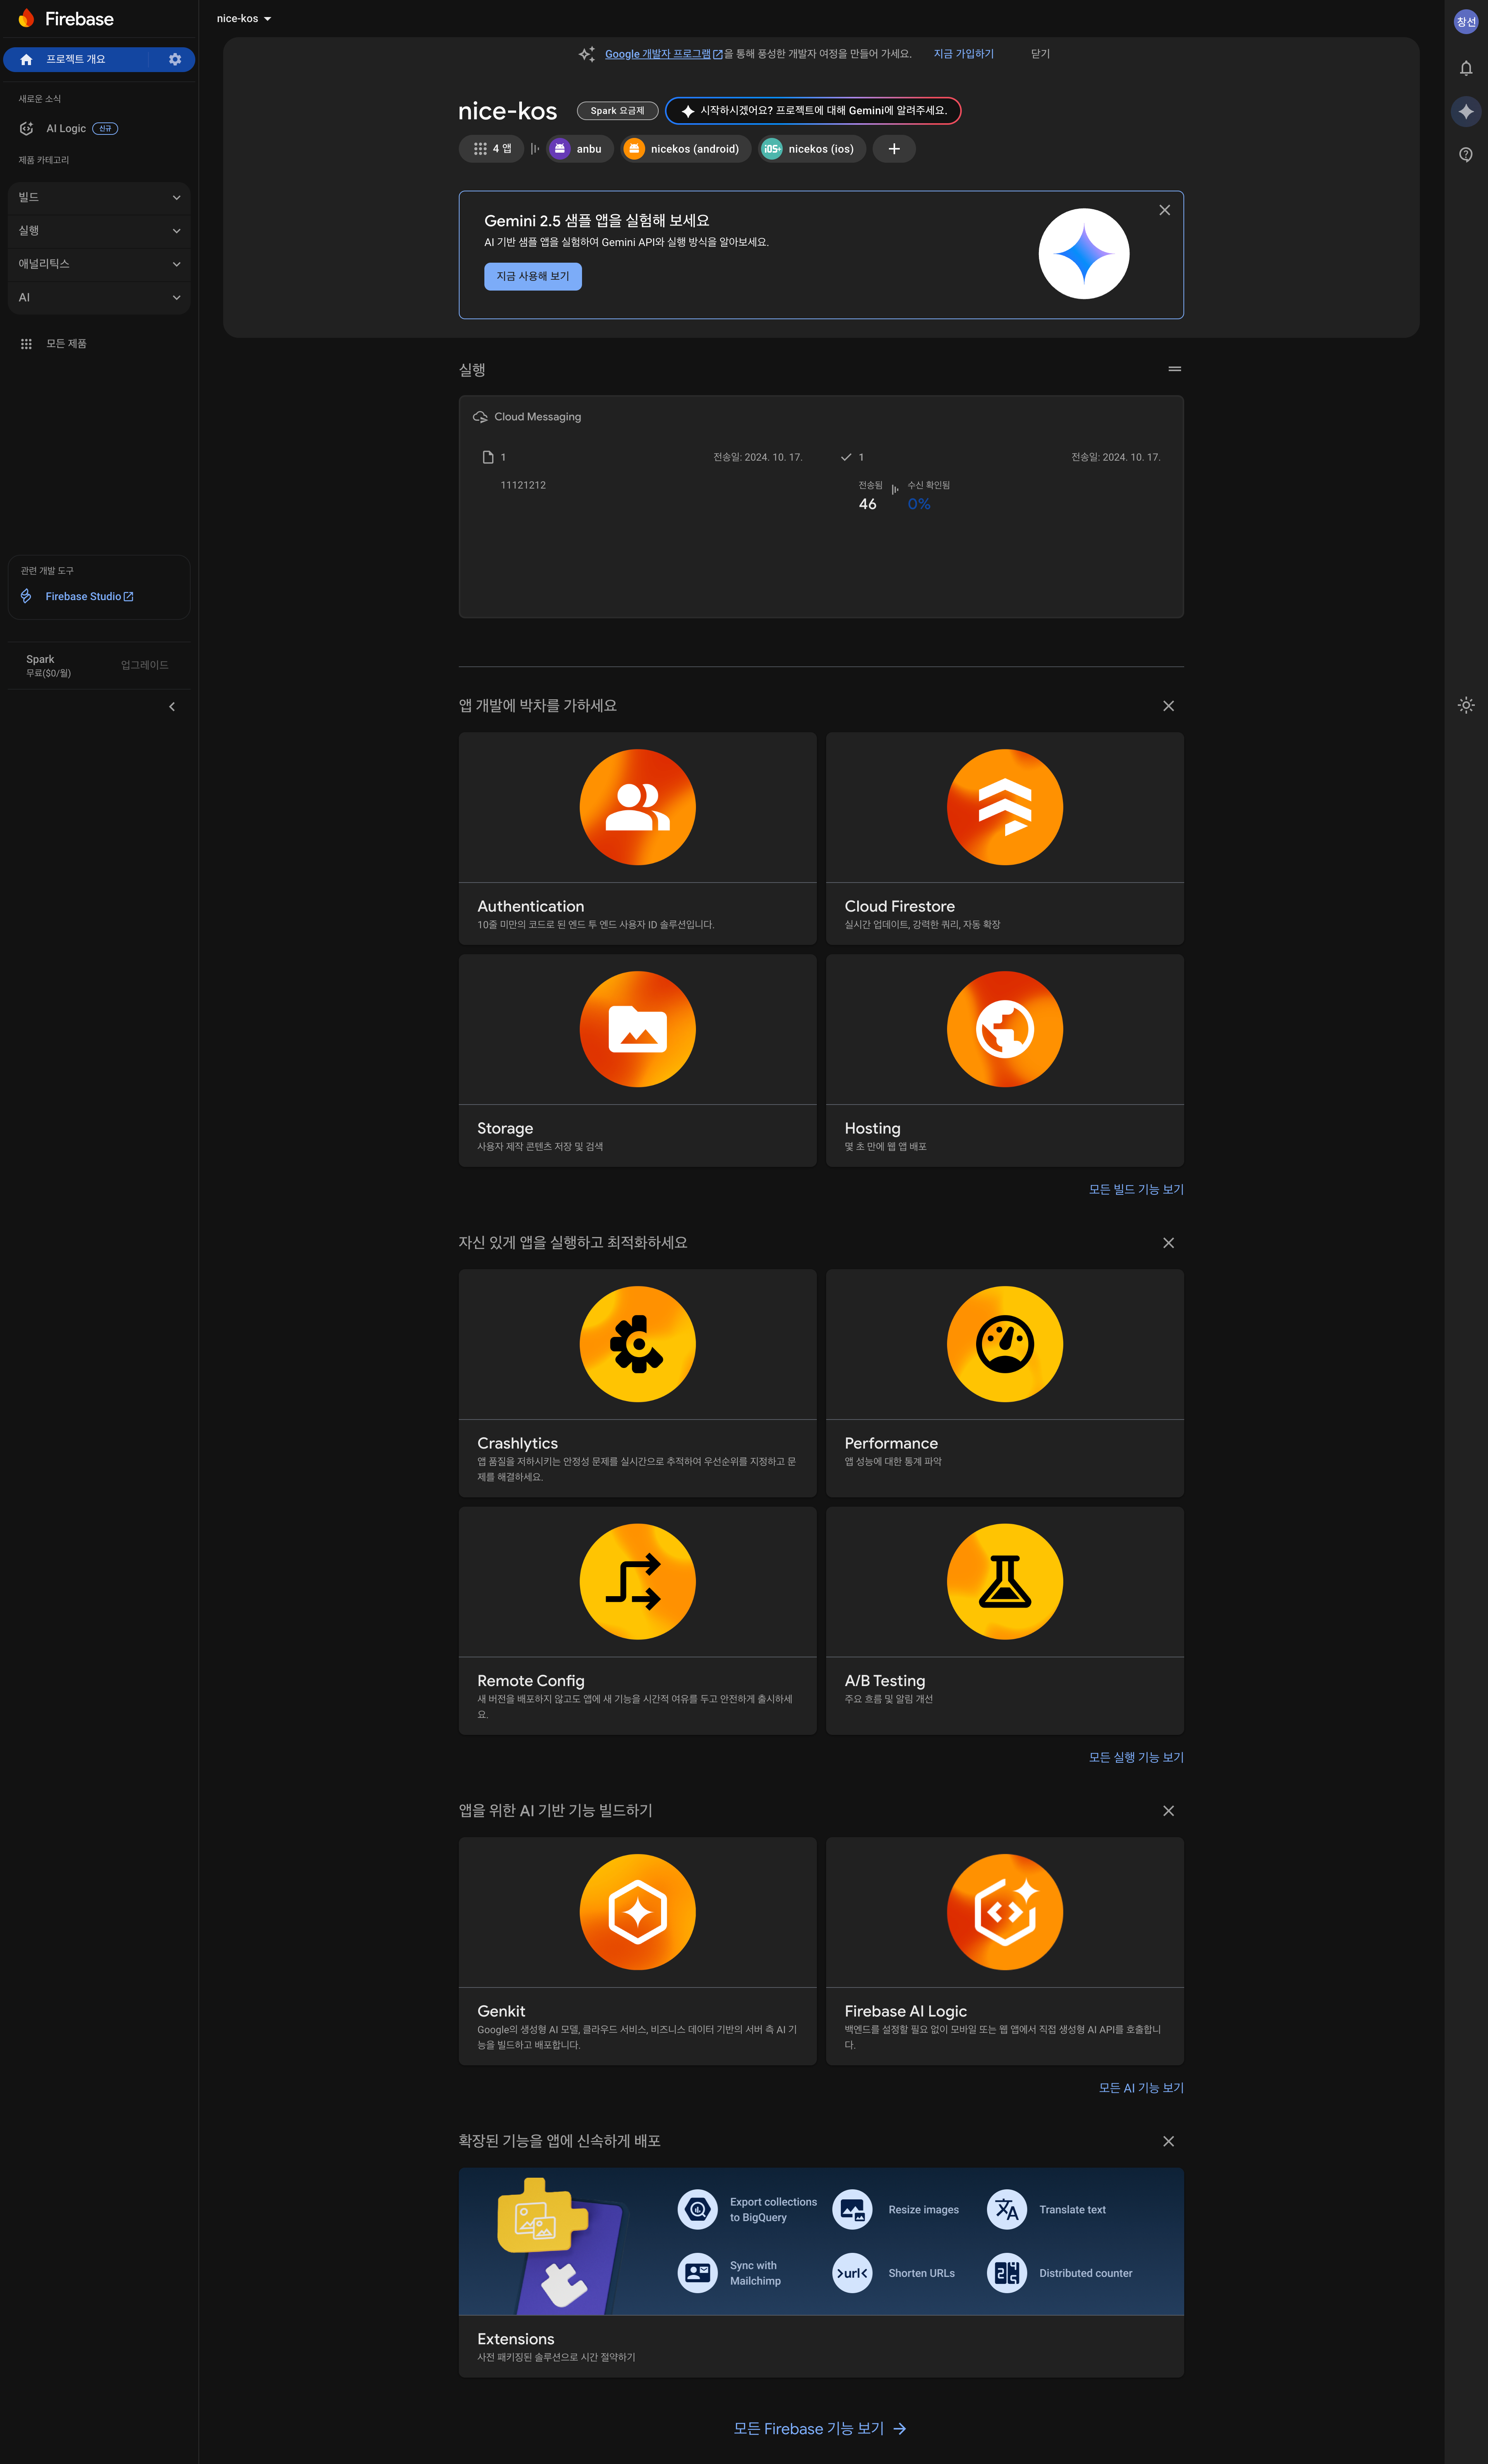 Firebase
nice-kos
창선
프로젝트 개요
새로운 소식
AI Logic
신규
제품 카테고리
빌드
실행
애널리틱스
AI
모든 제품
관련 개발 도구
Firebase Studio
Spark
무료($0/월)
업그레이드
Google 개발자 프로그램을 통해 풍성한 개발자 여정을 만들어 가세요.
지금 가입하기
닫기
nice-kos
Spark 요금제
시작하시겠어요? 프로젝트에 대해 Gemini에 알려주세요.
4 앱
anbu
nicekos (android)
iOS+
nicekos (ios)
Gemini 2.5 샘플 앱을 실험해 보세요
AI 기반 샘플 앱을 실험하여 Gemini API와 실행 방식을 알아보세요.
지금 사용해 보기
실행
Cloud Messaging
1
전송일: 2024. 10. 17.
11121212
1
전송일: 2024. 10. 17.
전송됨
46
수신 확인됨
0%
앱 개발에 박차를 가하세요
Authentication
10줄 미만의 코드로 된 엔드 투 엔드 사용자 ID 솔루션입니다.
Cloud Firestore
실시간 업데이트, 강력한 쿼리, 자동 확장
Storage
사용자 제작 콘텐츠 저장 및 검색
Hosting
몇 초 만에 웹 앱 배포
모든 빌드 기능 보기
자신 있게 앱을 실행하고 최적화하세요
Crashlytics
앱 품질을 저하시키는 안정성 문제를 실시간으로 추적하여 우선순위를 지정하고 문
제를 해결하세요.
Performance
앱 성능에 대한 통계 파악
Remote Config
새 버전을 배포하지 않고도 앱에 새 기능을 시간적 여유를 두고 안전하게 출시하세
요.
A/B Testing
주요 흐름 및 알림 개선
모든 실행 기능 보기
앱을 위한 AI 기반 기능 빌드하기
Genkit
Google의 생성형 AI 모델, 클라우드 서비스, 비즈니스 데이터 기반의 서버 측 AI 기
능을 빌드하고 배포합니다.
Firebase AI Logic
백엔드를 설정할 필요 없이 모바일 또는 웹 앱에서 직접 생성형 AI API를 호출합니
다.
모든 AI 기능 보기
확장된 기능을 앱에 신속하게 배포
Export collections
to BigQuery
Resize images
Translate text
Sync with
Mailchimp
>url<
Shorten URLs
Distributed counter
Extensions
사전 패키징된 솔루션으로 시간 절약하기
모든 Firebase 기능 보기